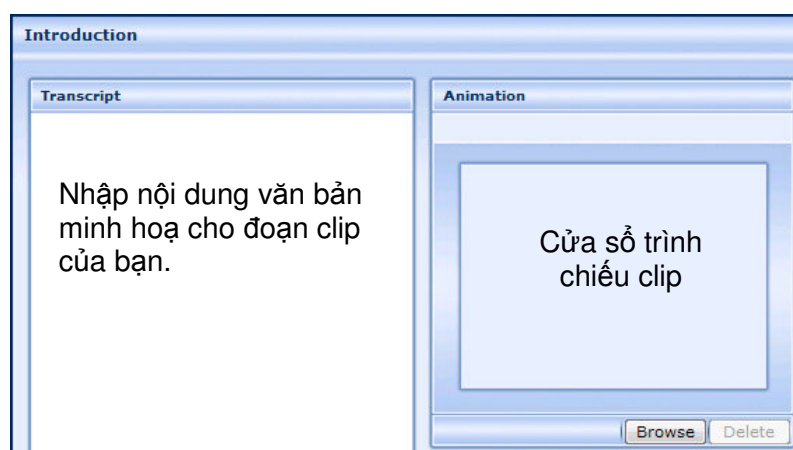 Introduction
Transcript
Nhập nội dung văn bản
minh hoạ cho đoạn clip
của bạn.
Animation
Cửa sổ trình
chiếu clip
Browse Delete